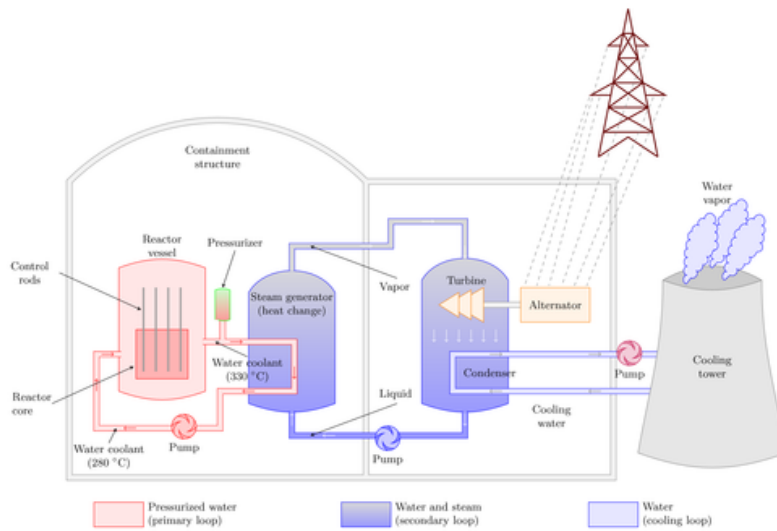 Containment
structure
Water
vapor
Reactor
vessel
Pressurizer
Control
rods
Vapor
Turbine
Steam generator
(heat change)
Alternator
Water coolant
(330 °C)
Condenser
Pump
Cooling
tower
Reactor
core
Liquid
Cooling
water
Water coolant
(280 °C)
Pump
Pump
Pressurized water
(primary loop)
Water and steam
(secondary loop)
Water
(cooling loop)